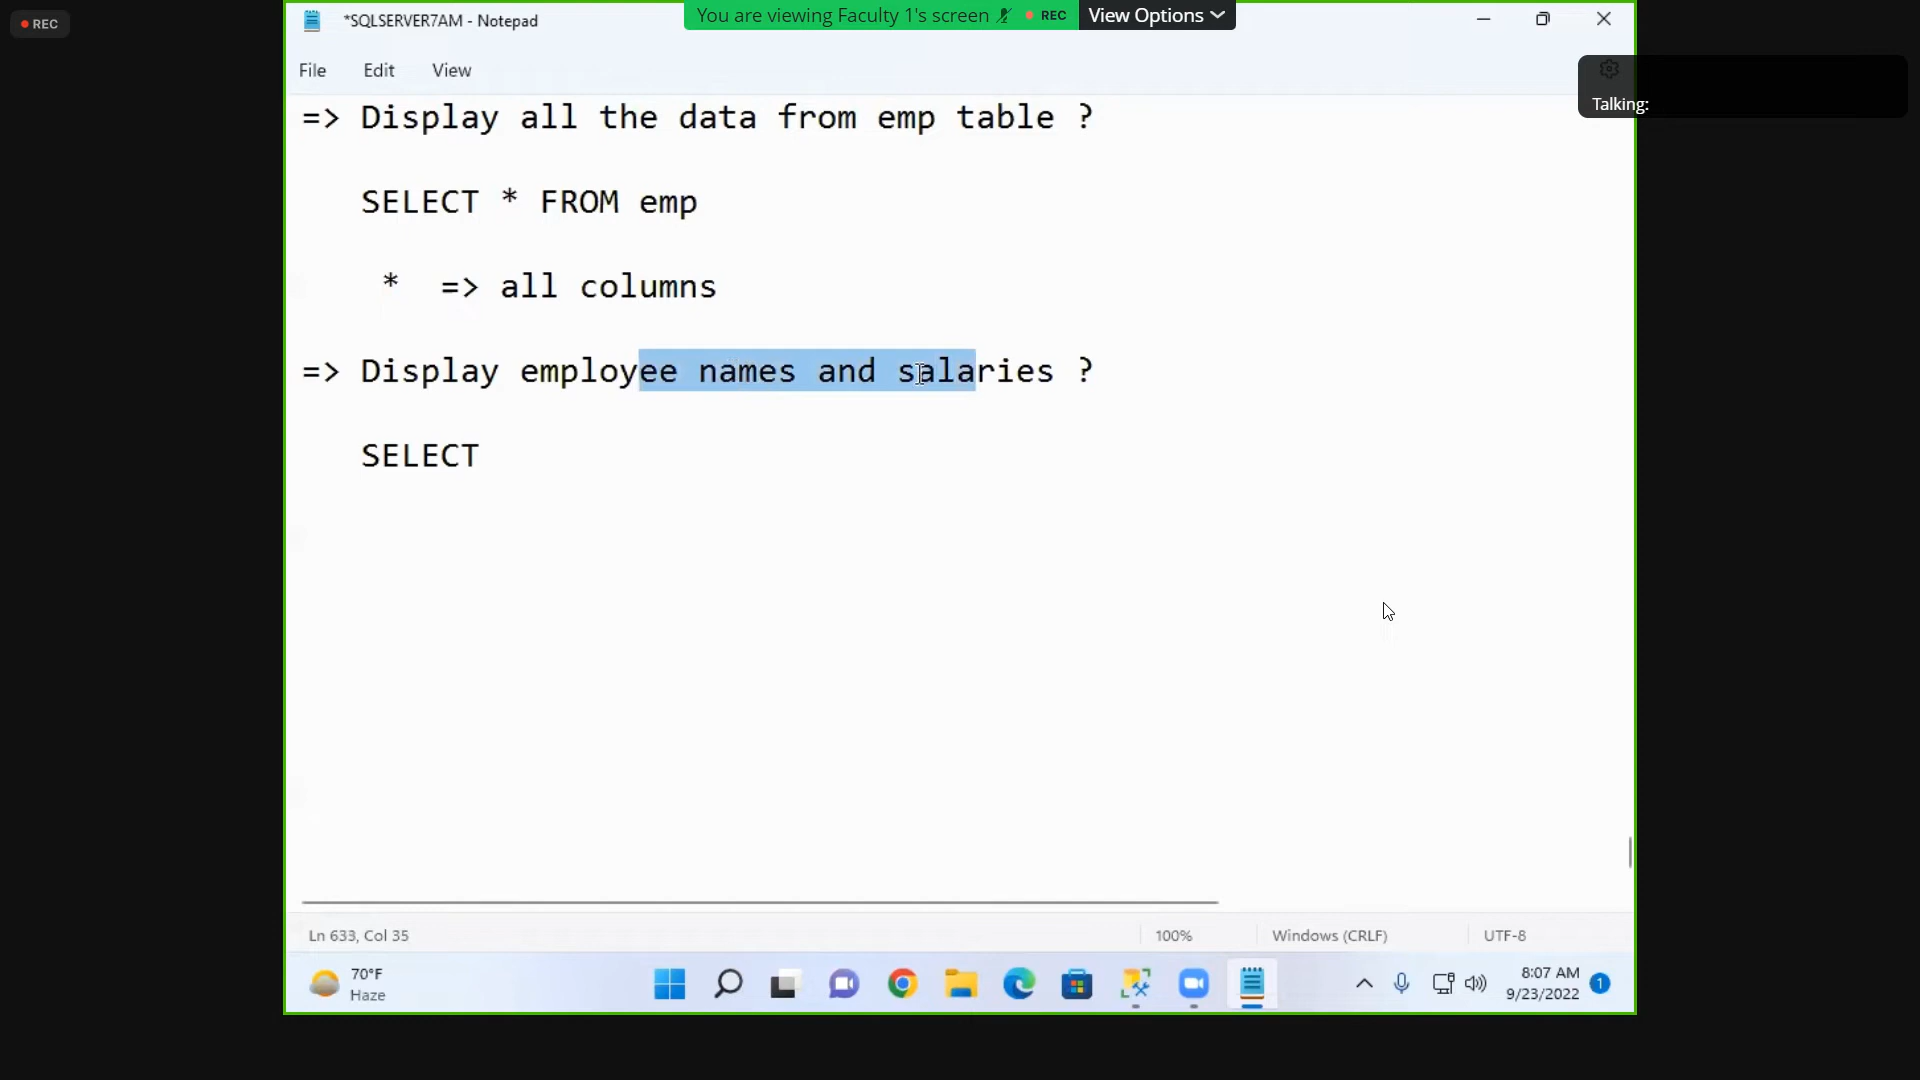 REC
*SQLSERVER7AM - Notepad
You are viewing Faculty 1's screen REC View Options
File Edit View
Talking:
=> Display all the data from emp table ?
SELECT * FROM emp
* => all columns
=> Display employee names and salaries ?
SELECT
Ln 633, Col 35 100% Windows (CRLF) UTF-8
70°F
Haze
8:07 AM
9/23/2022
1